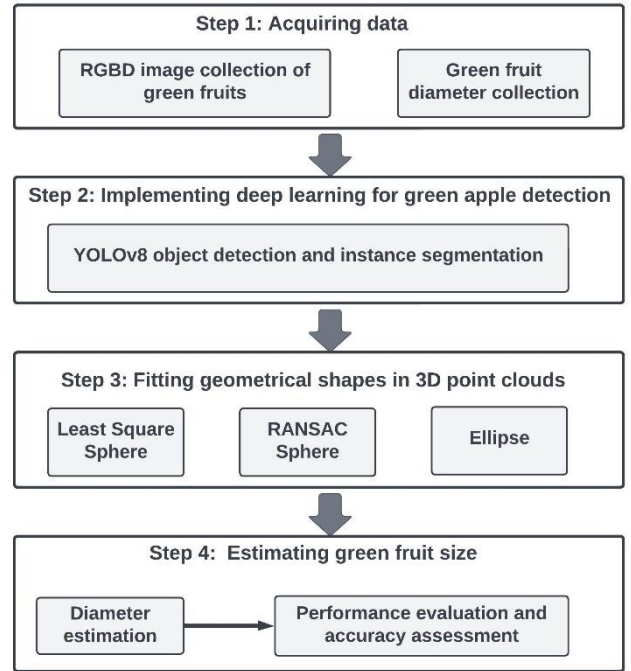 Step 1: Acquiring data
RGBD image collection of
green fruits
Green fruit
diameter collection
Step 2: Implementing deep learning for green apple detection
YOLOv8 object detection and instance segmentation
Step 3: Fitting geometrical shapes in 3D point clouds
Least Square
Sphere
RANSAC
Sphere
Ellipse
Step 4: Estimating green fruit size
Diameter
estimation
Performance evaluation and
accuracy assessment